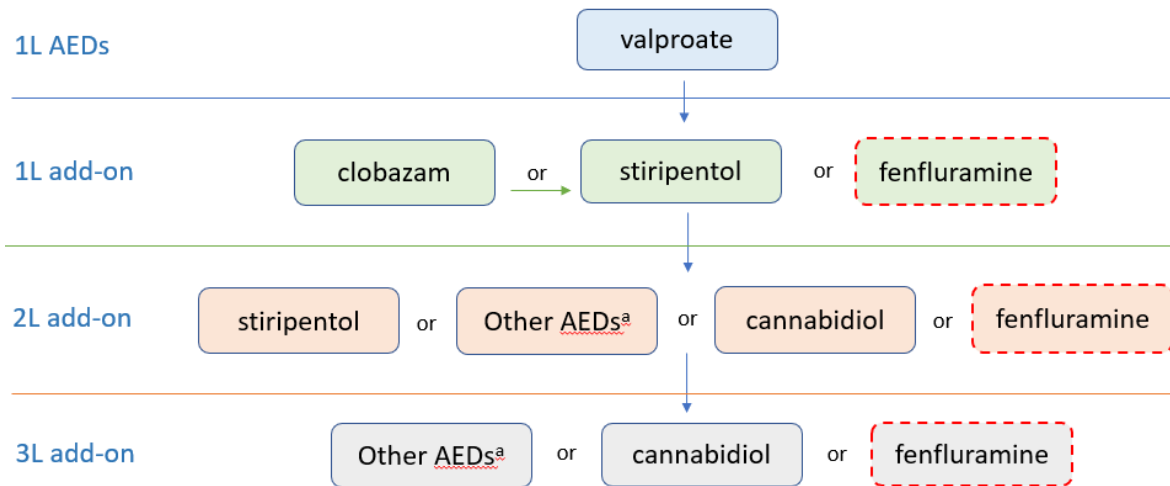 1L AEDs
valproate
1L add-on
clobazam or stiripentol or fenfluramine
2L add-on
stiripentol or Other AEDsᵃ or cannabidiol or fenfluramine
3L add-on
Other AEDsᵃ or cannabidiol or fenfluramine